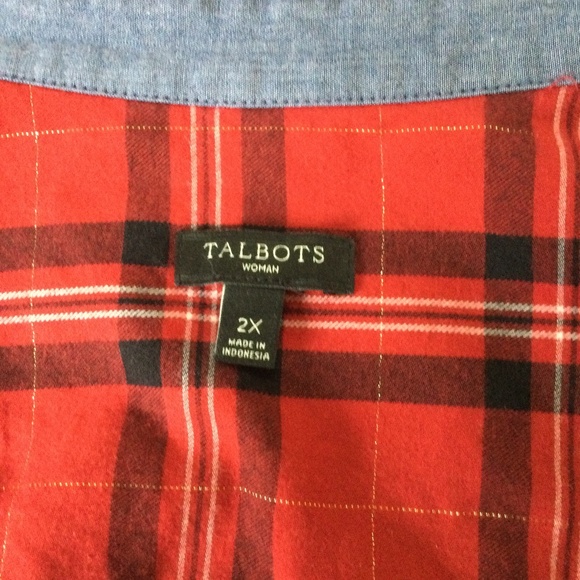 TALBOTS
WOMAN
2X
MADE IN
INDONESIA